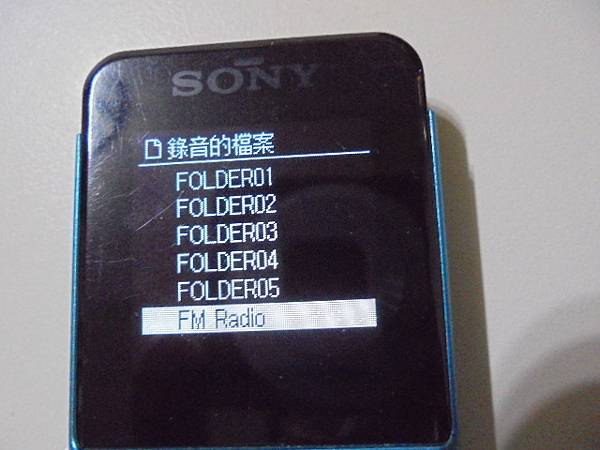 SONY
錄音的檔案
FOLDER01
FOLDER02
FOLDER03
FOLDER04
FOLDER05
FM Radio